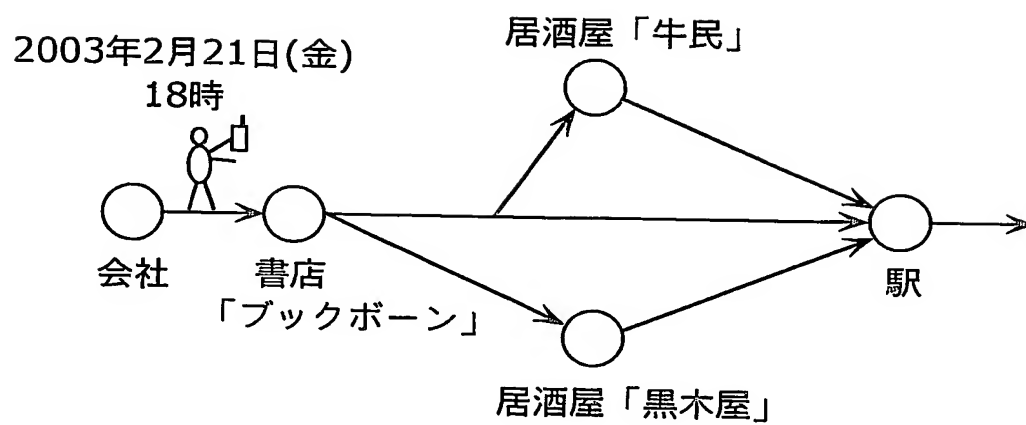 居酒屋「牛民」
2003年2月21日(金)
18時
会社
書店
「ブックボーン」
駅
居酒屋「黒木屋」